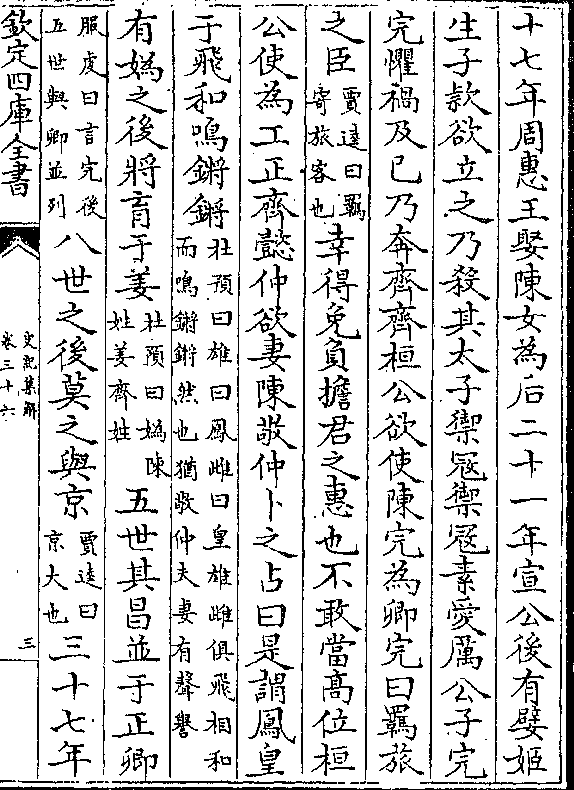 十七年周惠王娶陳女為后二十一年宣公後有嬖姬
生子款欲立之乃殺其太子禦寇禦寇素愛厲公子完
完懼禍及已乃奔齊齊桓公欲使陳完為卿完曰羈旅
之臣賈逵曰羈寄旅客也幸得免負擔君之惠也不敢當髙位桓
公使為工正齊懿仲欲妻陳敬仲卜之占曰是謂鳳皇
于飛和鳴鏘鏘杜預曰雄曰鳳雌曰皇雄雌俱飛相和而鳴鏘鏘然也猶敬仲夫妻有聲譽
有媯之後將育于姜杜預曰媯陳姓姜齊姓五世其昌並于正卿
服虔曰言完後五世與卿並列八世之後莫之與京賈逵曰京大也三十七年
欽定四庫全書
史記集解
卷三十六
三